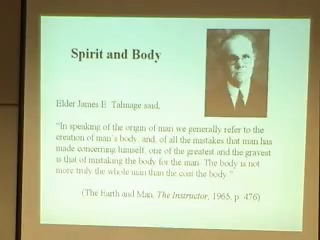 Spirit and Body
Elder James E. Talmage said,
"In speaking of the origin of man we generally refer to the
creation of man's body, and, of all the mistakes that man has
made concerning himself, one of the greatest and the gravest
is that of mistaking the body for the man. The body is not
more truly the whole man than the coat the body."
(The Earth and Man, The Instructor, 1965, p. 476)